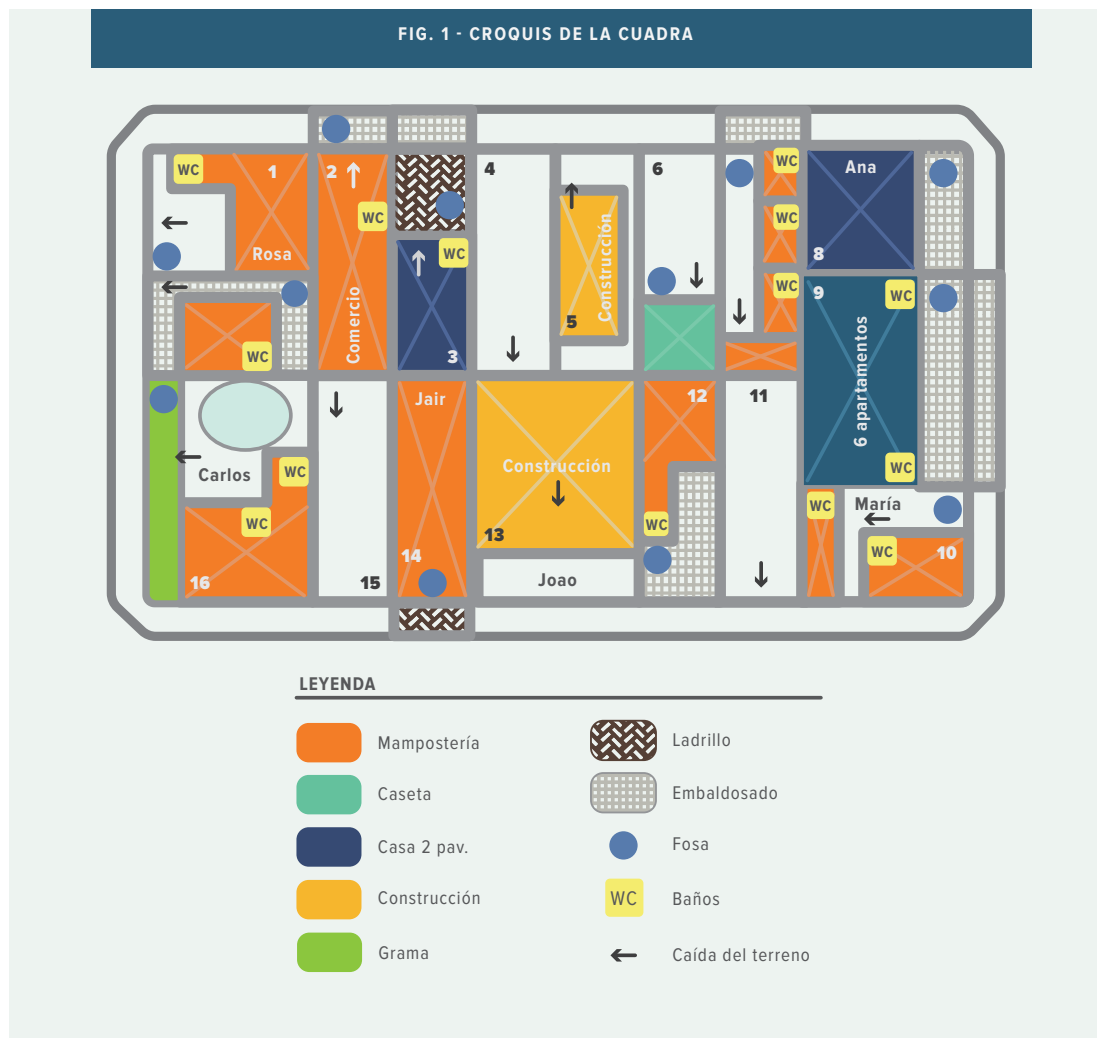 FIG. 1 - CROQUIS DE LA CUADRA
WC
1
2
4
6
WC
Ana
WC
WC
Rosa
WC
Construcción
8
WC
9
WC
5
Comercio
WC
3
6 apartamentos
Jair
12
11
Carlos
WC
Construcción
WC
WC
WC
13
WC
María
14
WC
10
16
15
Joao
LEYENDA
Mampostería
Caseta
Casa 2 pav.
Construcción
Grama
Ladrillo
Embaldosado
Fosa
WC
Baños
Caída del terreno